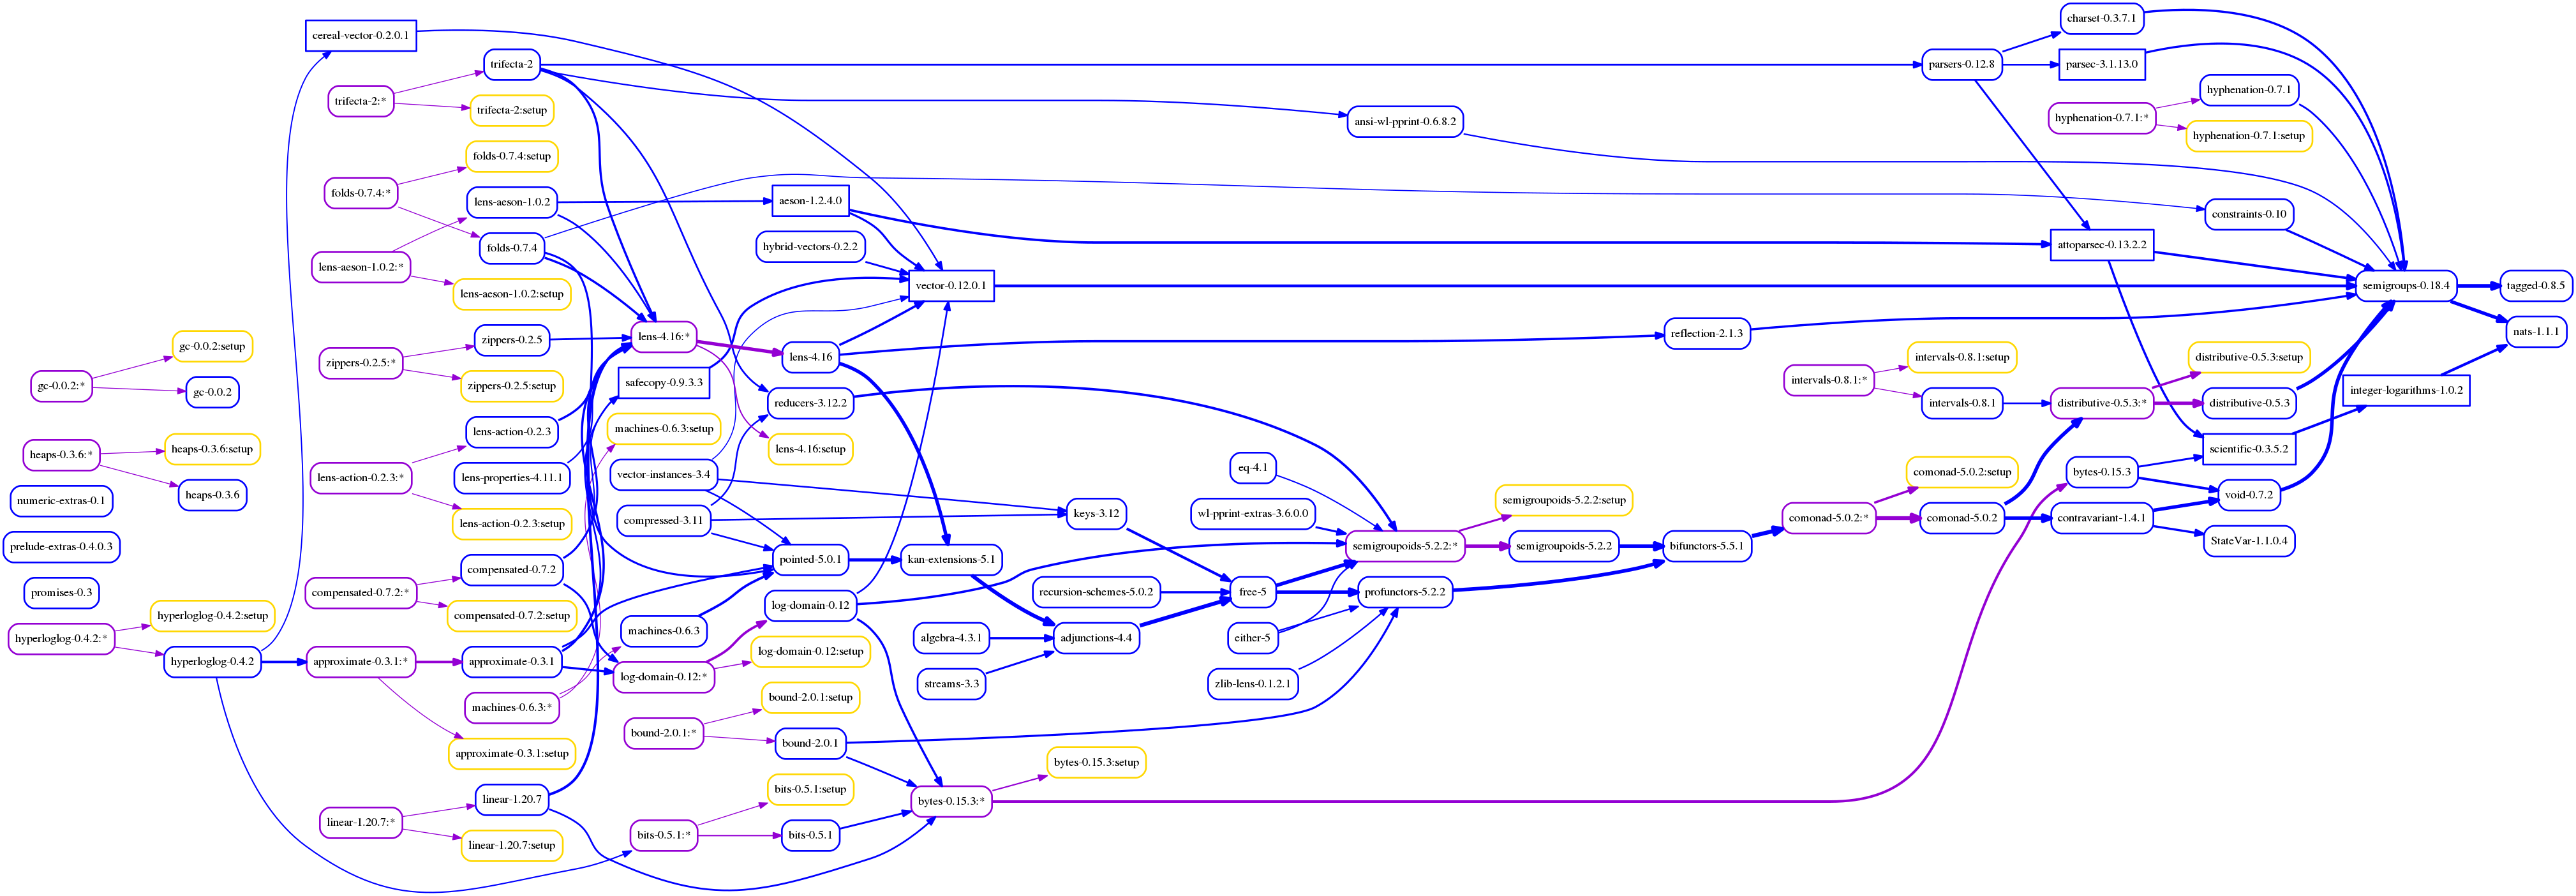 gc-0.0.2:*
heaps-0.3.6:*
numeric-extras-0.1
prelude-extras-0.4.0.3
promises-0.3
hyperloglog-0.4.2:*
gc-0.0.2:setup
gc-0.0.2
heaps-0.3.6:setup
heaps-0.3.6
hyperloglog-0.4.2:setup
hyperloglog-0.4.2
cereal-vector-0.2.0.1
trifecta-2:*
folds-0.7.4:*
lens-aeson-1.0.2:*
zippers-0.2.5:*
lens-action-0.2.3:*
compensated-0.7.2:*
approximate-0.3.1:*
linear-1.20.7:*
trifecta-2
trifecta-2:setup
folds-0.7.4:setup
lens-aeson-1.0.2
folds-0.7.4
lens-aeson-1.0.2:setup
zippers-0.2.5
zippers-0.2.5:setup
lens-action-0.2.3
lens-properties-4.11.1
lens-action-0.2.3:setup
compensated-0.7.2
compensated-0.7.2:setup
approximate-0.3.1
machines-0.6.3:*
approximate-0.3.1:setup
linear-1.20.7
linear-1.20.7:setup
lens-4.16:*
safecopy-0.9.3.3
machines-0.6.3:setup
vector-instances-3.4
compressed-3.11
machines-0.6.3
log-domain-0.12:*
bound-2.0.1:*
bits-0.5.1:*
aeson-1.2.4.0
hybrid-vectors-0.2.2
lens-4.16
reducers-3.12.2
lens-4.16:setup
pointed-5.0.1
log-domain-0.12
log-domain-0.12:setup
bound-2.0.1:setup
bound-2.0.1
bits-0.5.1:setup
bits-0.5.1
vector-0.12.0.1
kan-extensions-5.1
algebra-4.3.1
streams-3.3
bytes-0.15.3:*
keys-3.12
recursion-schemes-5.0.2
adjunctions-4.4
bytes-0.15.3:setup
eq-4.1
wl-pprint-extras-3.6.0.0
free-5
either-5
zlib-lens-0.1.2.1
ansi-wl-pprint-0.6.8.2
semigroupoids-5.2.2:*
profunctors-5.2.2
semigroupoids-5.2.2:setup
semigroupoids-5.2.2
reflection-2.1.3
bifunctors-5.5.1
intervals-0.8.1:*
comonad-5.0.2:*
parsers-0.12.8
intervals-0.8.1:setup
intervals-0.8.1
comonad-5.0.2:setup
comonad-5.0.2
charset-0.3.7.1
parsec-3.1.13.0
hyphenation-0.7.1:*
attoparsec-0.13.2.2
distributive-0.5.3:*
bytes-0.15.3
contravariant-1.4.1
hyphenation-0.7.1
hyphenation-0.7.1:setup
constraints-0.10
distributive-0.5.3:setup
distributive-0.5.3
scientific-0.3.5.2
void-0.7.2
StateVar-1.1.0.4
semigroups-0.18.4
integer-logarithms-1.0.2
tagged-0.8.5
nats-1.1.1